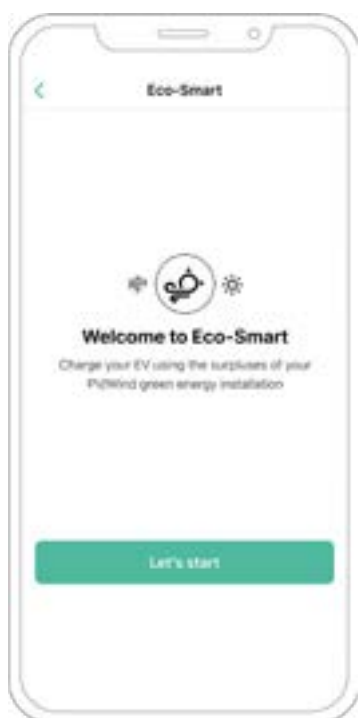 Eco-Smart
Welcome to Eco-Smart
Charge your EV using the surpluses of your
PV/Wind green energy installation
Let's start